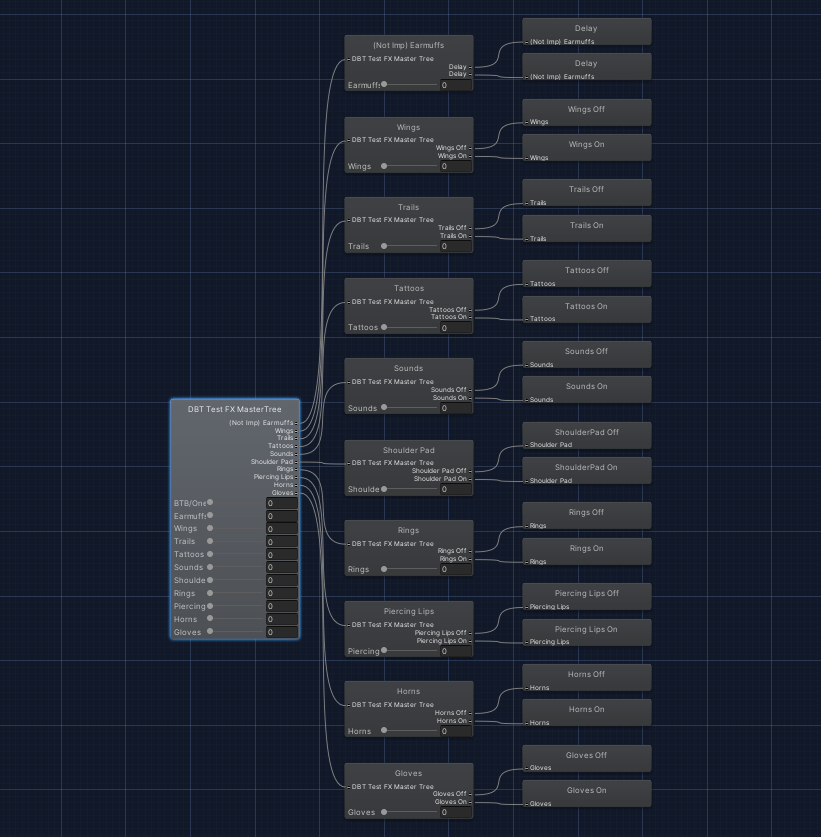 DBT Test FX MasterTree
(Not Imp) Earmuffs
Wings
Trails
Tattoos
Sounds
Shoulder Pad
Rings
Piercing Lips
Horns
Gloves
BTB/One 0
Earmuffs 0
Wings 0
Trails 0
Tattoos 0
Sounds 0
Shoulde 0
Rings 0
Piercing 0
Horns 0
Gloves 0
(Not Imp) Earmuffs
DBT Test FX Master Tree
Delay
Delay
Earmuffs 0
Delay
(Not Imp) Earmuffs
Delay
(Not Imp) Earmuffs
Wings
DBT Test FX Master Tree
Wings Off
Wings On
Wings 0
Wings Off
Wings
Wings On
Wings
Trails
DBT Test FX Master Tree
Trails Off
Trails On
Trails 0
Trails Off
Trails
Trails On
Trails
Tattoos
DBT Test FX Master Tree
Tattoos Off
Tattoos On
Tattoos 0
Tattoos Off
Tattoos
Tattoos On
Tattoos
Sounds
DBT Test FX Master Tree
Sounds Off
Sounds On
Sounds 0
Sounds Off
Sounds
Sounds On
Sounds
Shoulder Pad
DBT Test FX Master Tree
Shoulder Pad Off
Shoulder Pad On
Shoulde 0
ShoulderPad Off
Shoulder Pad
ShoulderPad On
Shoulder Pad
Rings
DBT Test FX Master Tree
Rings Off
Rings On
Rings 0
Rings Off
Rings
Rings On
Rings
Piercing Lips
DBT Test FX Master Tree
Piercing Lips Off
Piercing Lips On
Piercing 0
Piercing Lips Off
Piercing Lips
Piercing Lips On
Piercing Lips
Horns
DBT Test FX Master Tree
Horns Off
Horns On
Horns 0
Horns Off
Horns
Horns On
Horns
Gloves
DBT Test FX Master Tree
Gloves Off
Gloves On
Gloves 0
Gloves Off
Gloves
Gloves On
Gloves